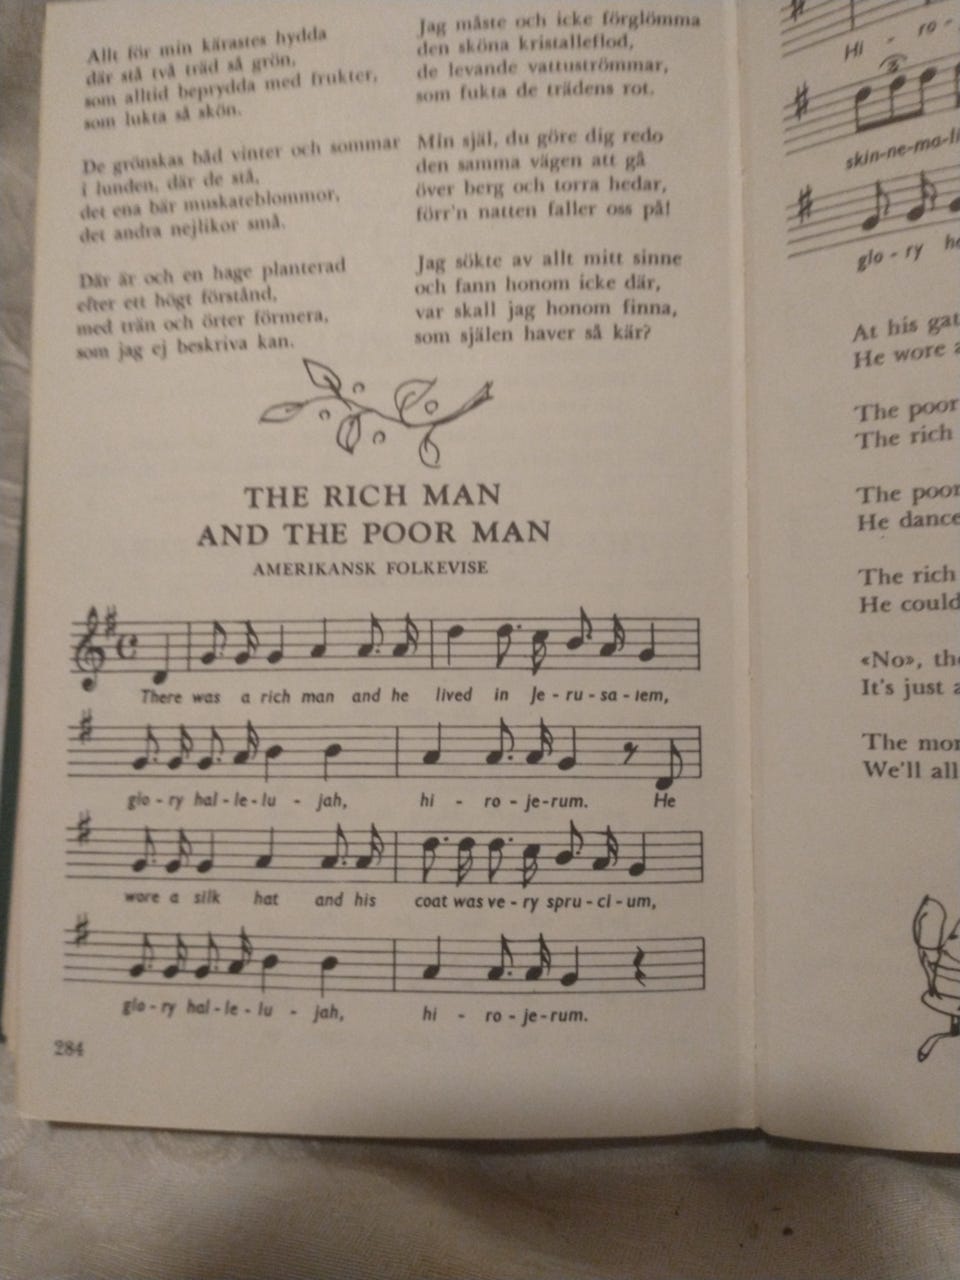 Allt för min kärastes hydda
där stå två träd så grön,
som alltid beprydda med frukter,
som lukta så skön.
De grönskas båd vinter och sommar
i lunden, där de stå,
det ena bär muskateblommor,
det andra nejlikor små.
Där är och en hage planterad
efter ett högt förstånd,
med trän och örter förmera,
som jag ej beskriva kan.
Jag måste och icke förglömma
den sköna kristalleflod,
de levande vattuströmmar,
som fukta de trädens rot.
Min själ, du göre dig redo
den samma vägen att gå
över berg och torra hedar,
förr'n natten faller oss på!
Jag sökte av allt mitt sinne
och fann honom icke där,
var skall jag honom finna,
som själen haver så kär?
THE RICH MAN
AND THE POOR MAN
AMERIKANSK FOLKEVISE
There was a rich man and he lived in Je - ru - sa - lem,
glo - ry hal - le - lu - jah, hi - ro - je - rum. He
wore a silk hat and his coat was ve - ry spru - ci - um,
glo - ry hal - le - lu - jah, hi - ro - je - rum.
284
Hi - ro -
3
skin - ne - ma - li
glo - ry
At his gat
He wore
The poor
The rich
The poor
He dance
The rich
He could
«No», the
It's just a
The mor
We'll all